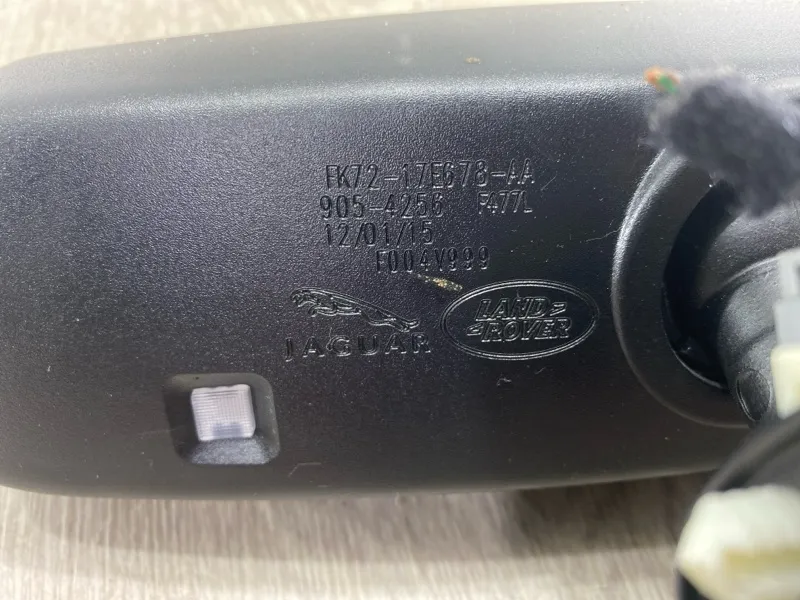 FK72-17E678-AA
905-4256 F477L
12/01/15
F004V999
JAGUAR
LAND
ROVER